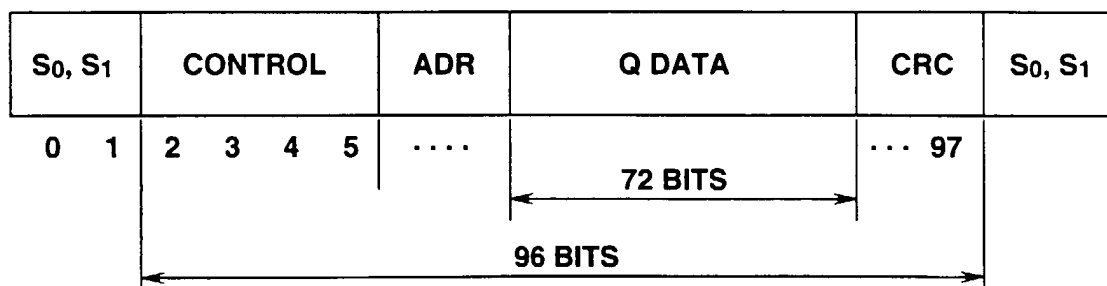 S0, S1 CONTROL ADR Q DATA CRC S0, S1
0 1 2 3 4 5 .... ... 97
72 BITS
96 BITS